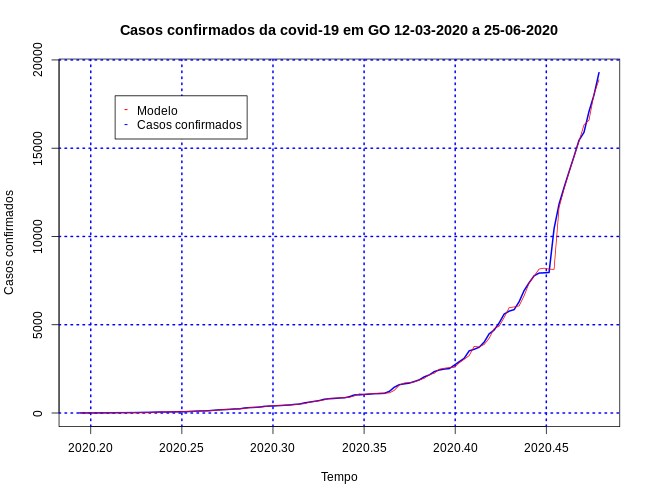 Casos confirmados da covid-19 em GO 12-03-2020 a 25-06-2020
Casos confirmados
20000
15000
10000
5000
0
Modelo
Casos confirmados
2020.20 2020.25 2020.30 2020.35 2020.40 2020.45
Tempo